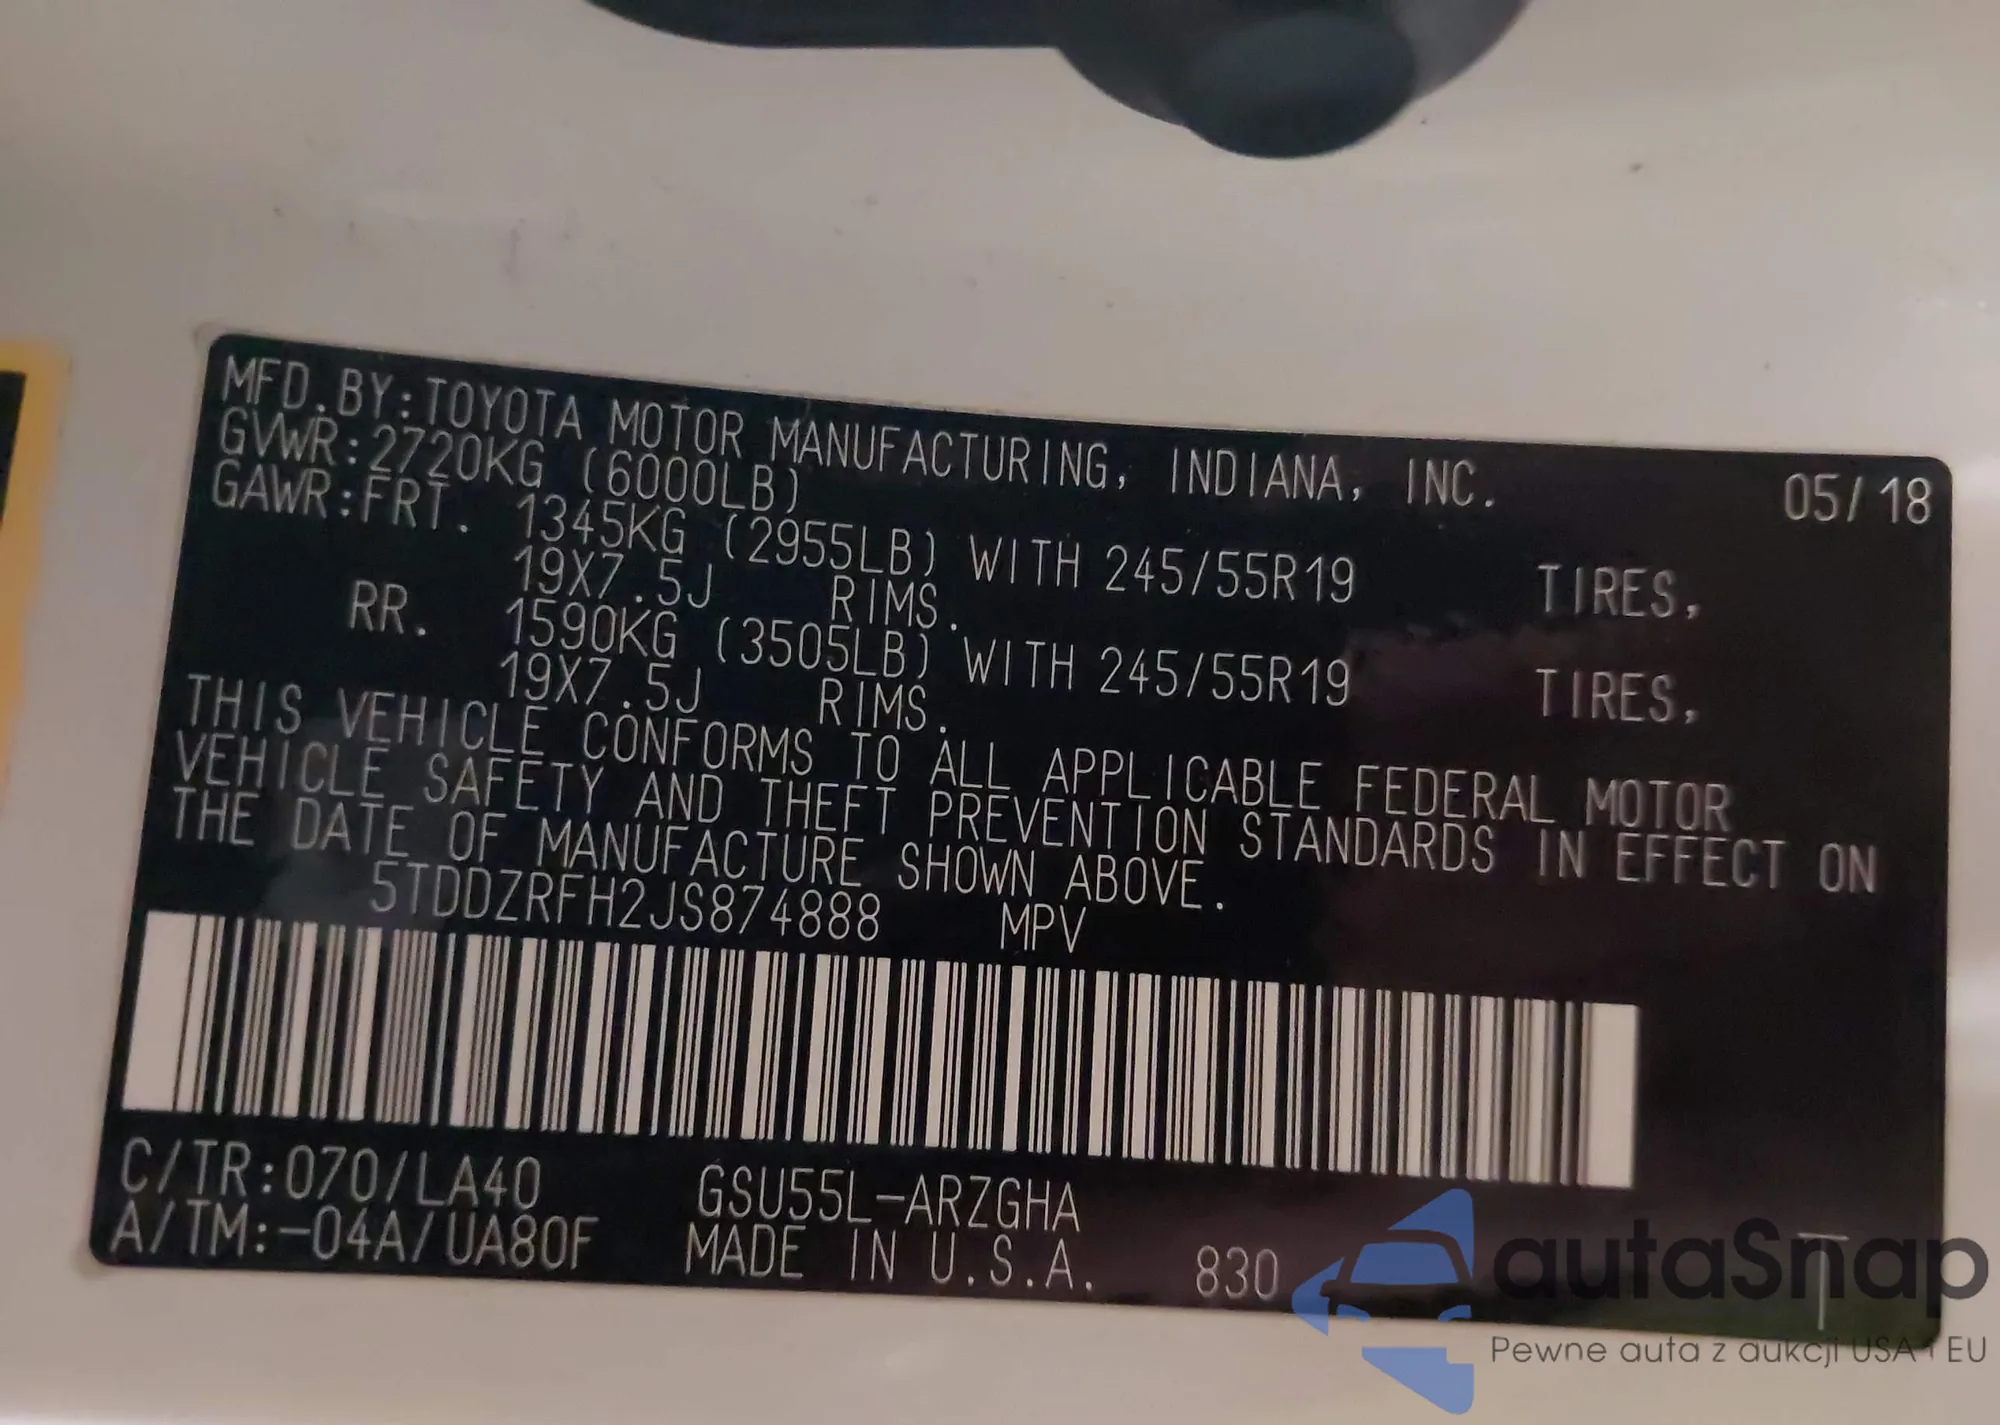 MFD.BY:TOYOTA MOTOR MANUFACTURING, INDIANA, INC. 05/18
GVWR:2720KG (6000LB)
GAWR:FRT. 1345KG (2955LB) WITH 245/55R19 TIRES,
19X7.5J RIMS.
RR. 1590KG (3505LB) WITH 245/55R19 TIRES,
19X7.5J RIMS.
THIS VEHICLE CONFORMS TO ALL APPLICABLE FEDERAL MOTOR
VEHICLE SAFETY AND THEFT PREVENTION STANDARDS IN EFFECT ON
THE DATE OF MANUFACTURE SHOWN ABOVE.
5TDDZRFH2JS874888 MPV
C/TR:070/LA40 GSU55L-ARZGHA
A/TM:-04A/UA80F MADE IN U.S.A. 830 T
autaSnap
Pewne auta z aukcji USA i EU